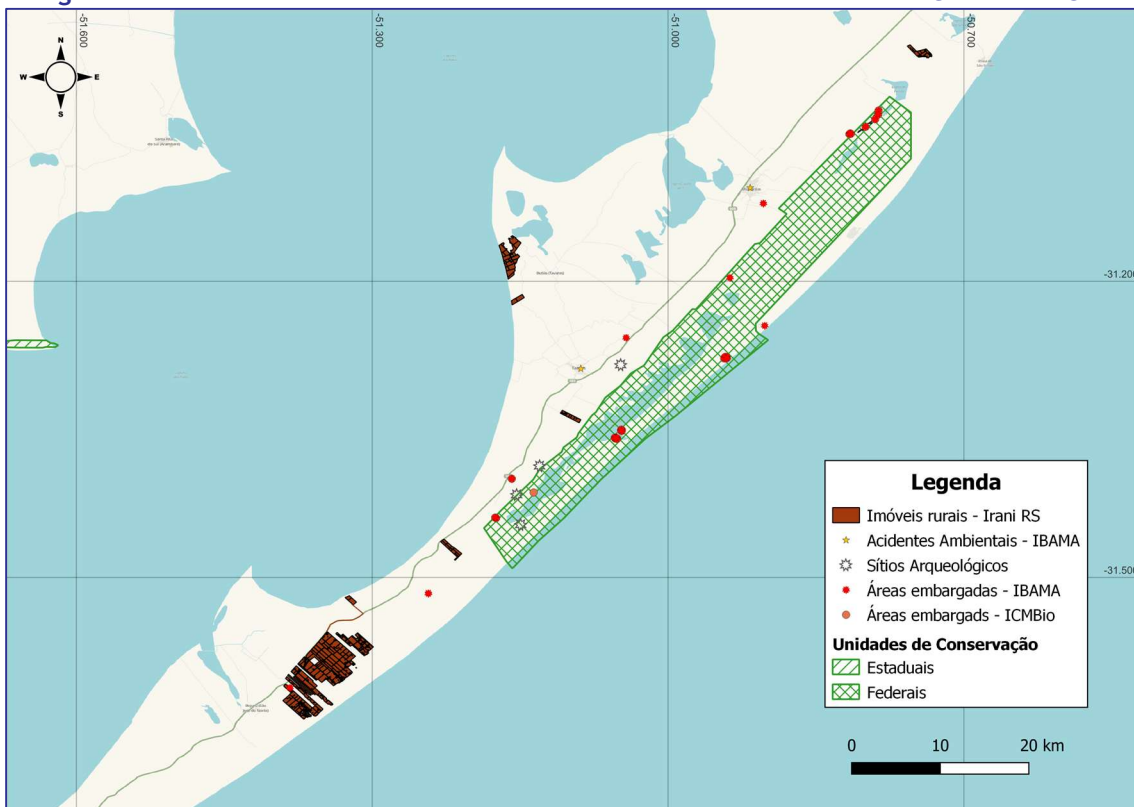 -51.600
-51.300
-51.000
-50.700
N
W
E
S
-31.200
-31.500
Legenda
Imóveis rurais - Irani RS
Acidentes Ambientais - IBAMA
Sítios Arqueológicos
Áreas embargadas - IBAMA
Áreas embargads - ICMBio
Unidades de Conservação
Estaduais
Federais
0 10 20 km